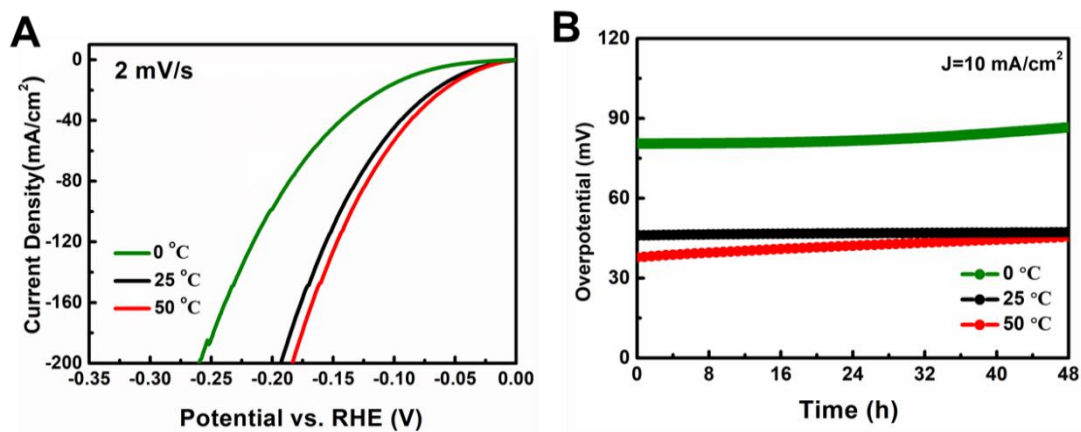 A
2 mV/s
Current Density(mA/cm²)
0
-40
-80
-120
-160
-200
0 °C
25 °C
50 °C
-0.35 -0.30 -0.25 -0.20 -0.15 -0.10 -0.05 0.00
Potential vs. RHE (V)
B
J=10 mA/cm²
Overpotential (mV)
120
90
60
30
0
0 °C
25 °C
50 °C
0 8 16 24 32 40 48
Time (h)